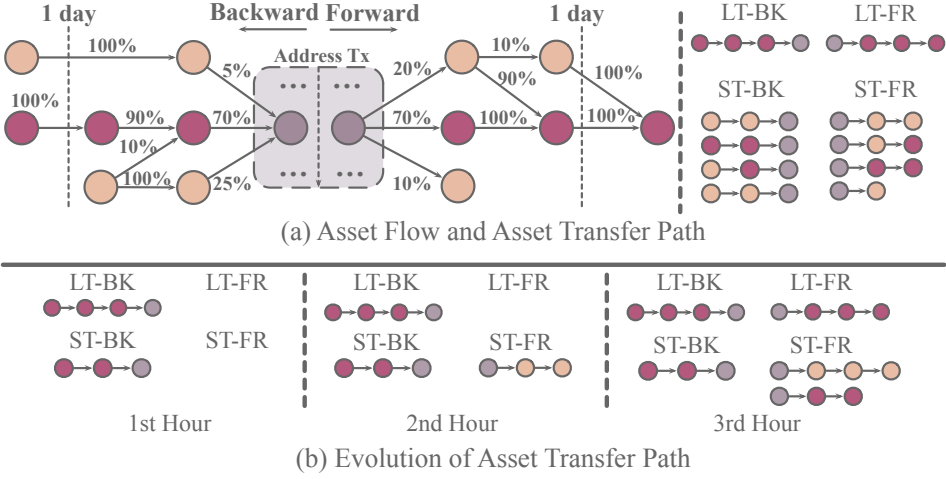 1 day
Backward
Forward
1 day
LT-BK
LT-FR
100%
10%
5%
Address Tx
20%
100%
100%
...
...
90%
ST-BK
ST-FR
90%
70%
70%
100%
100%
10%
100%
25%
...
...
10%
(a) Asset Flow and Asset Transfer Path
LT-BK
LT-FR
LT-BK
LT-FR
LT-BK
LT-FR
ST-BK
ST-FR
ST-BK
ST-FR
ST-BK
ST-FR
1st Hour
2nd Hour
3rd Hour
(b) Evolution of Asset Transfer Path